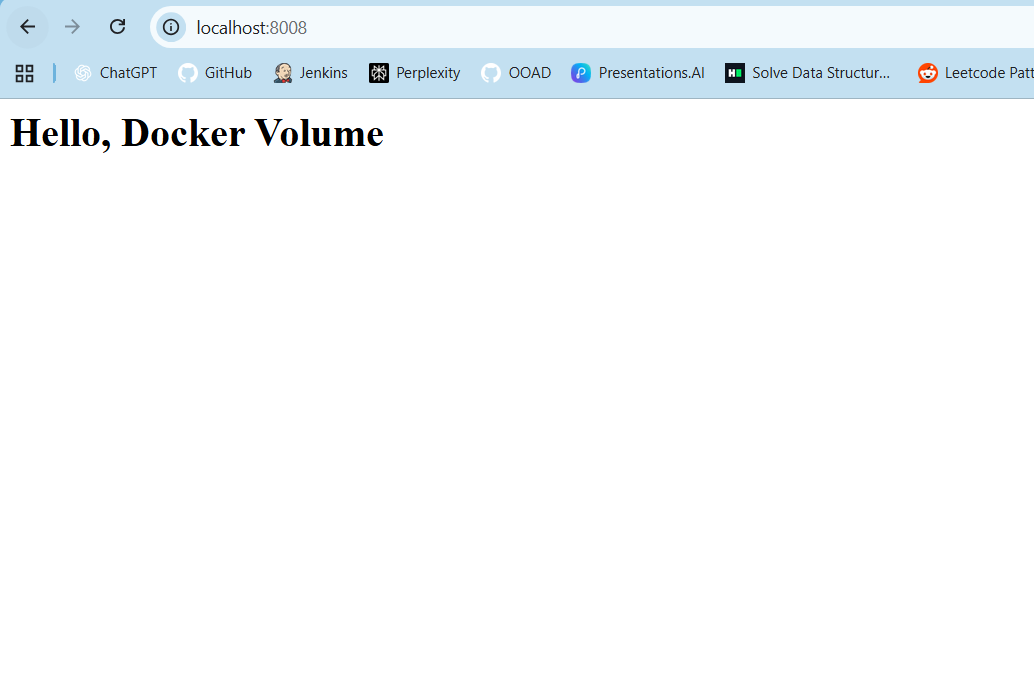 localhost:8008
ChatGPT GitHub Jenkins Perplexity OOAD Presentations.AI Solve Data Structur... Leetcode Patt
Hello, Docker Volume